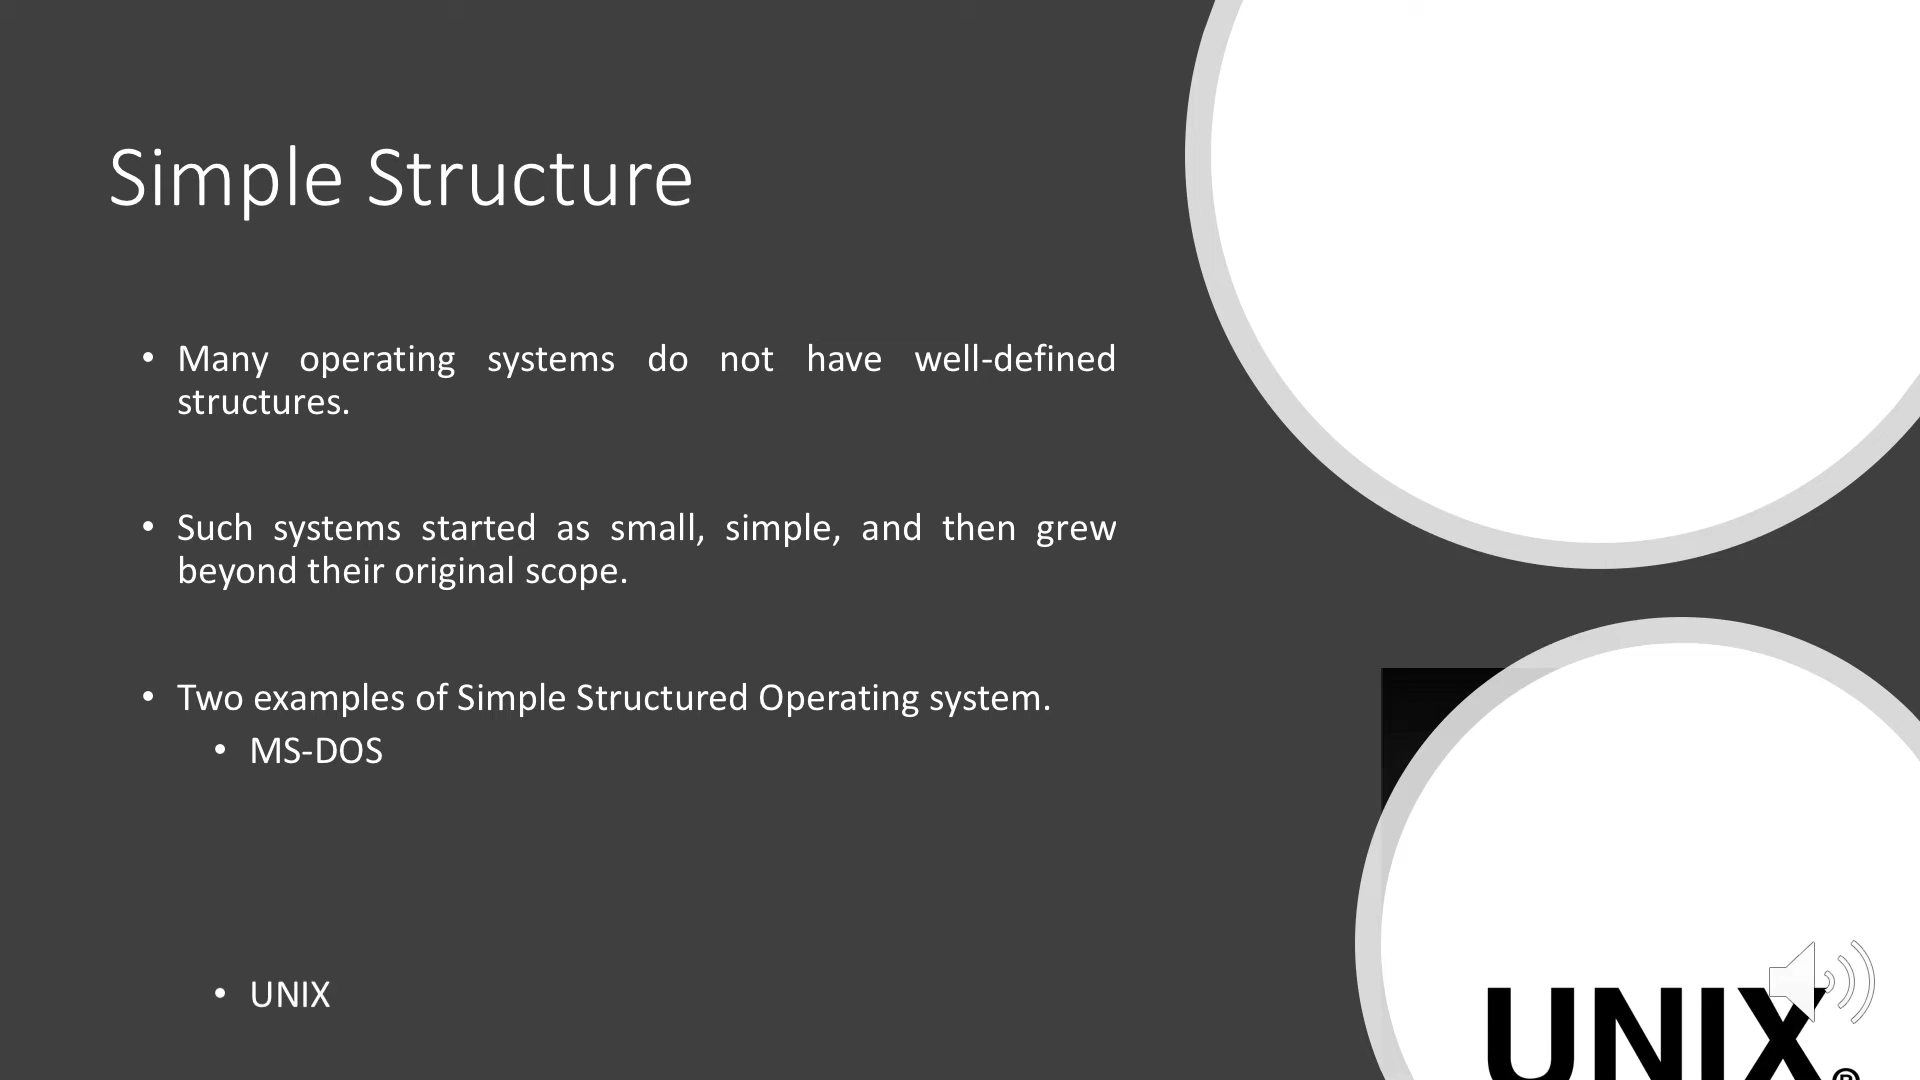 Simple Structure
• Many operating systems do not have well-defined
structures.
• Such systems started as small, simple, and then grew
beyond their original scope.
• Two examples of Simple Structured Operating system.
• MS-DOS
• UNIX
UNIX®